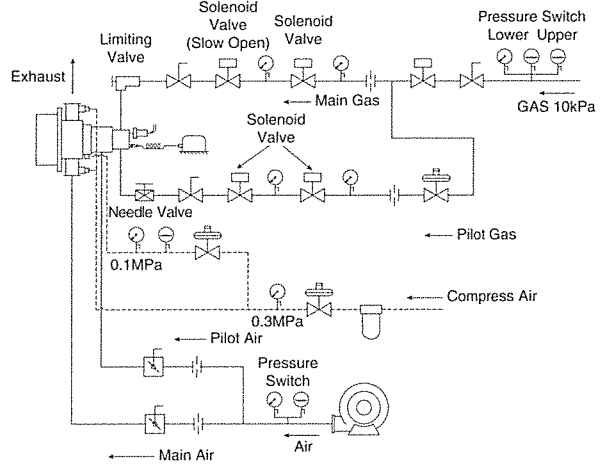 Solenoid
Valve
(Slow Open)
Solenoid
Valve
Pressure Switch
Lower Upper
Limiting
Valve
Exhaust
Main Gas
GAS 10kPa
Solenoid
Valve
Needle Valve
Pilot Gas
0.1MPa
Compress Air
0.3MPa
Pilot Air
Pressure
Switch
Air
Main Air